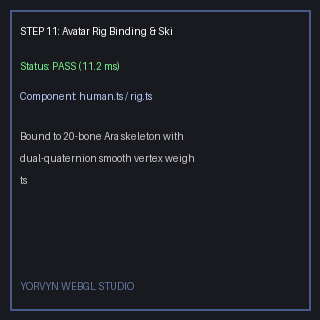 STEP 11: Avatar Rig Binding & Ski
Status: PASS (11.2 ms)
Component: human.ts / rig.ts
Bound to 20-bone Ara skeleton with
dual-quaternion smooth vertex weigh
ts
YORVYN WEBGL STUDIO